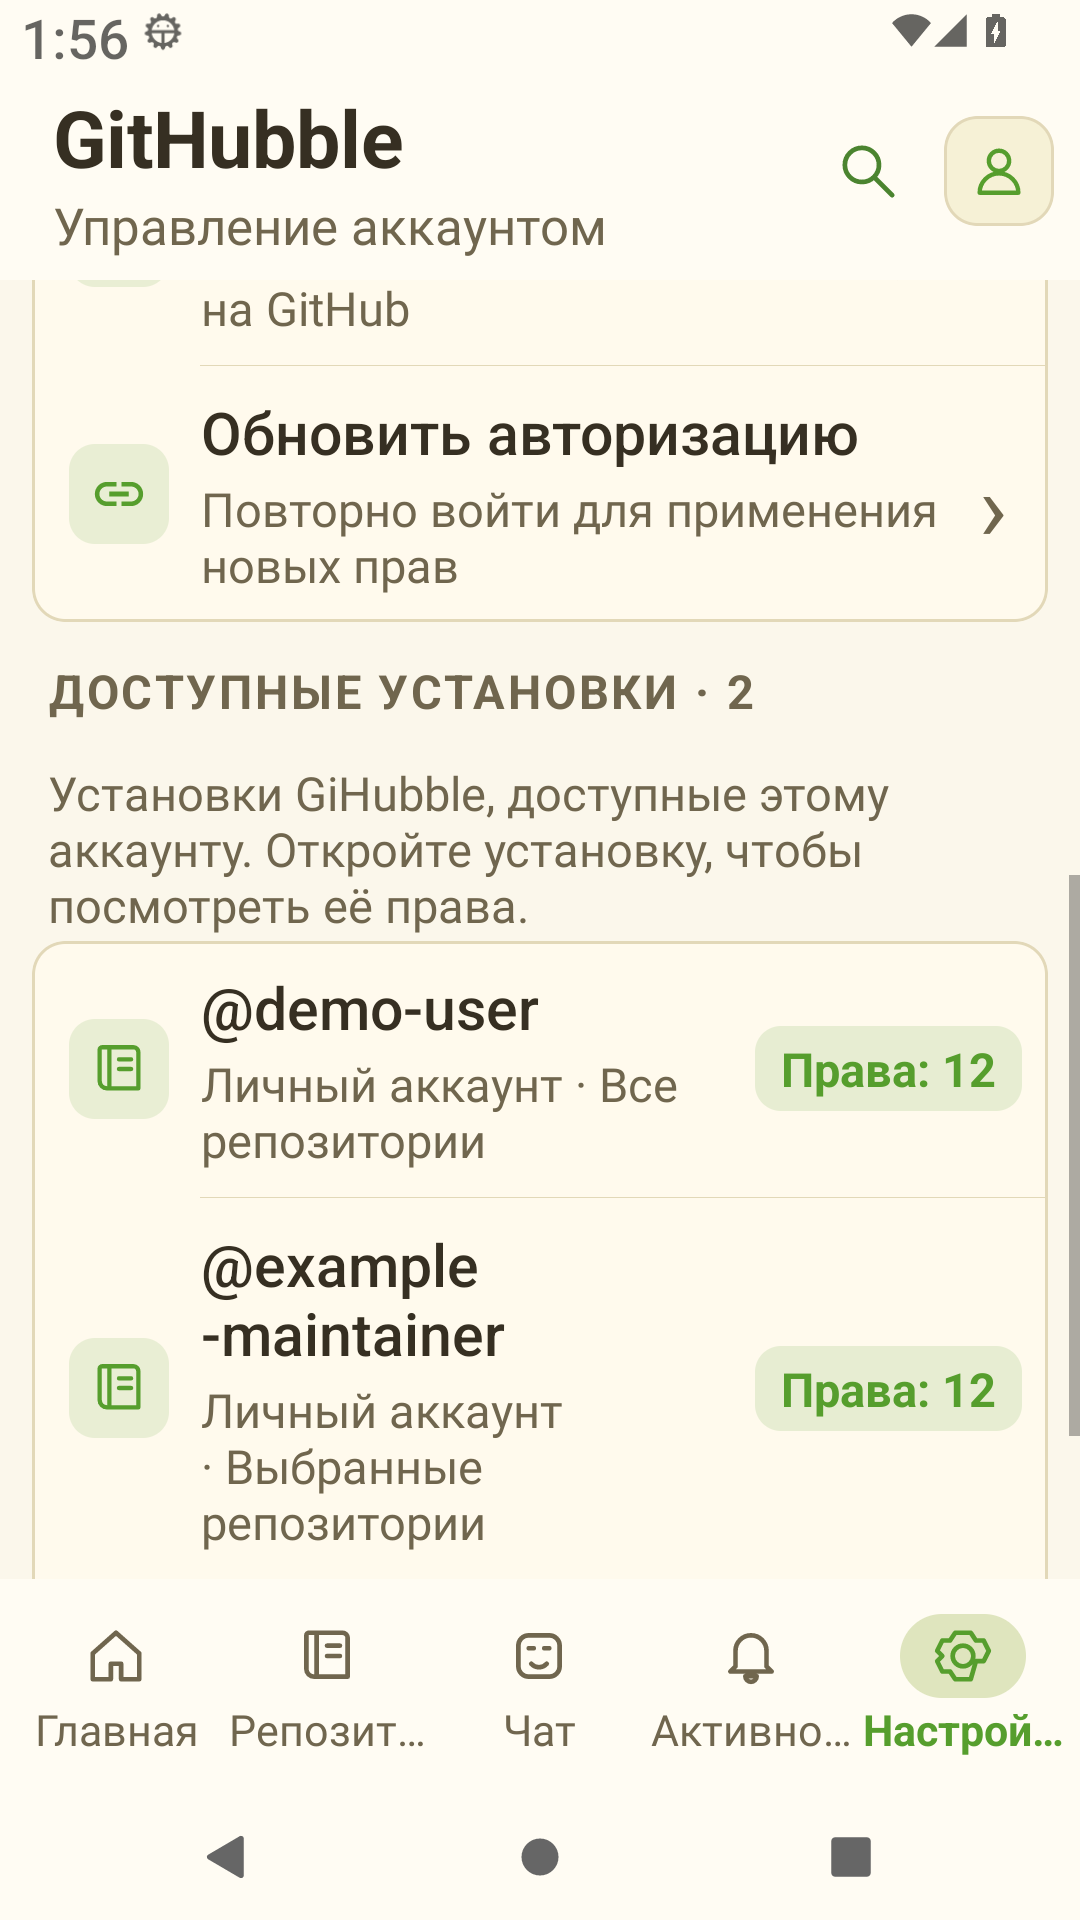 1:56
GitHubble
Управление аккаунтом
на GitHub
Обновить авторизацию
Повторно войти для применения
новых прав
ДОСТУПНЫЕ УСТАНОВКИ · 2
Установки GiHubble, доступные этому
аккаунту. Откройте установку, чтобы
посмотреть её права.
@demo-user
Личный аккаунт · Все
репозитории
Права: 12
@example
-maintainer
Личный аккаунт
· Выбранные
репозитории
Права: 12
Главная
Репозит...
Чат
Активно...
Настрой...